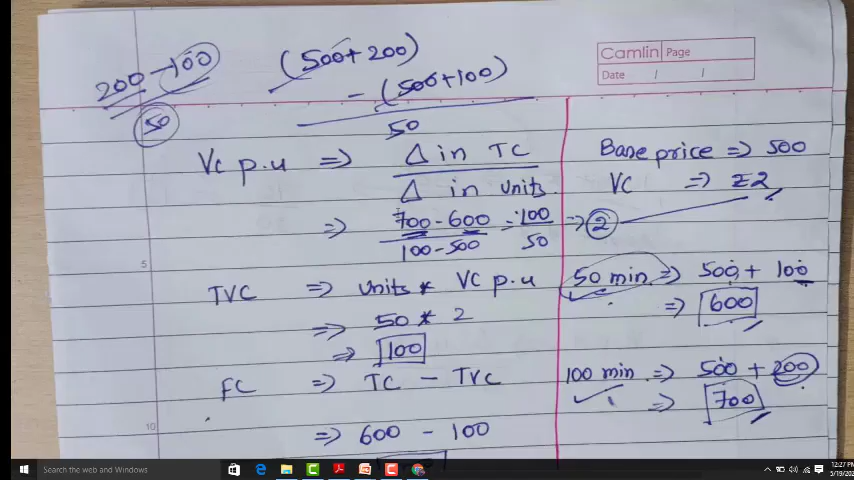 200 - 100
50
(500 + 200)
- (500 + 100)
50
Camlin Page
Date / /
VC p.u ⇒ Δ in TC
Δ in units
⇒ 700 - 600 = 100 ⇒ 2
100 - 500 50
TVC ⇒ units * VC p.u
⇒ 50 * 2
⇒ 100
FC ⇒ TC - TVC
⇒ 600 - 100
Base price ⇒ 500
VC ⇒ 2
50 min ⇒ 500 + 100
⇒ 600
100 min ⇒ 500 + 200
⇒ 700
5
10
Search the web and Windows
12:27 PM